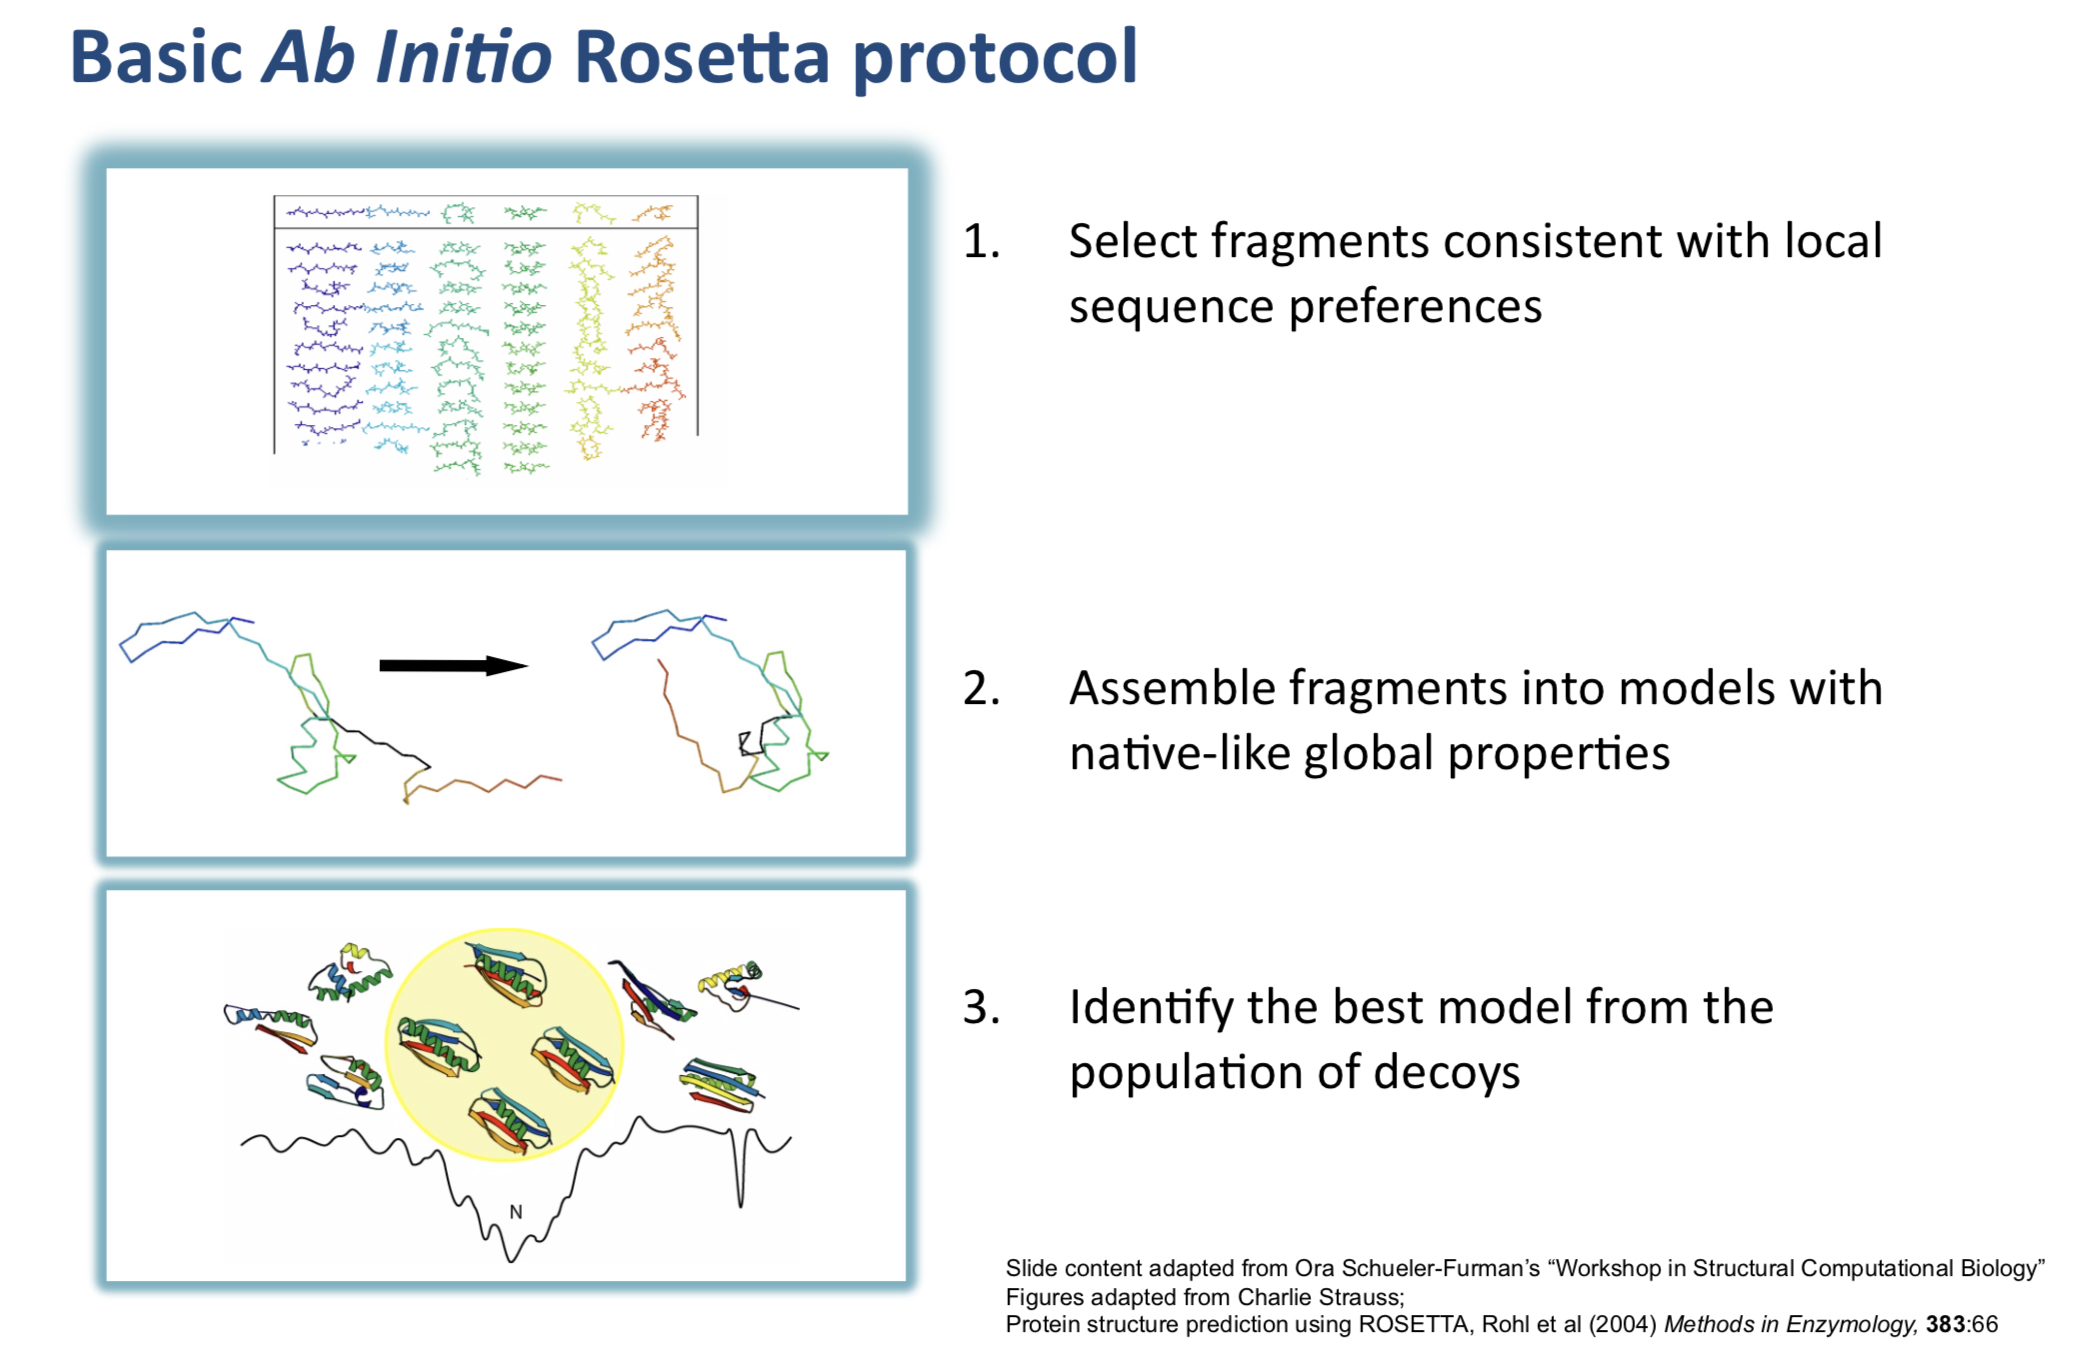 Basic Ab Initio Rosetta protocol
1. Select fragments consistent with local
sequence preferences
2. Assemble fragments into models with
native-like global properties
N
3. Identify the best model from the
population of decoys
Slide content adapted from Ora Schueler-Furman’s “Workshop in Structural Computational Biology”
Figures adapted from Charlie Strauss;
Protein structure prediction using ROSETTA, Rohl et al (2004) Methods in Enzymology, 383:66